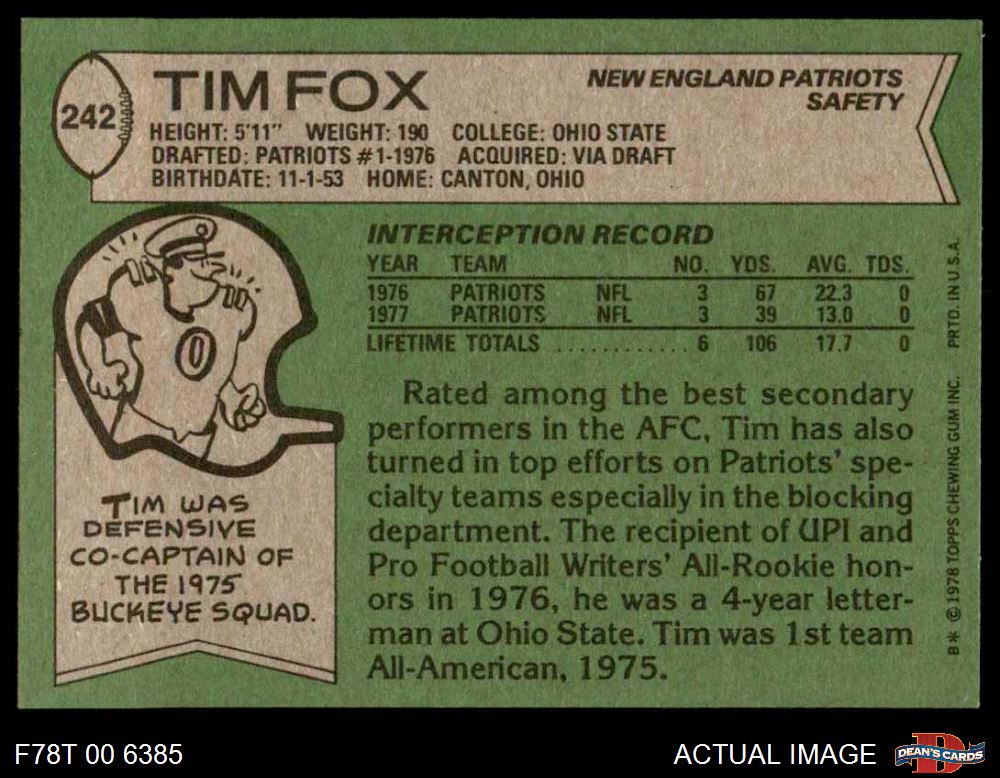 242
TIM FOX
NEW ENGLAND PATRIOTS
SAFETY
HEIGHT: 5'11" WEIGHT: 190 COLLEGE: OHIO STATE
DRAFTED: PATRIOTS #1-1976 ACQUIRED: VIA DRAFT
BIRTHDATE: 11-1-53 HOME: CANTON, OHIO
0
TIM WAS
DEFENSIVE
CO-CAPTAIN OF
THE 1975
BUCKEYE SQUAD.
INTERCEPTION RECORD
YEAR TEAM NO. YDS. AVG. TDS.
1976 PATRIOTS NFL 3 67 22.3 0
1977 PATRIOTS NFL 3 39 13.0 0
LIFETIME TOTALS ............ 6 106 17.7 0
Rated among the best secondary
performers in the AFC, Tim has also
turned in top efforts on Patriots' spe-
cialty teams especially in the blocking
department. The recipient of UPI and
Pro Football Writers' All-Rookie hon-
ors in 1976, he was a 4-year letter-
man at Ohio State. Tim was 1st team
All-American, 1975.
B* © 1978 TOPPS CHEWING GUM INC. PRTD. IN U.S.A.
F78T 00 6385
ACTUAL IMAGE
D
DEAN'S CARDS